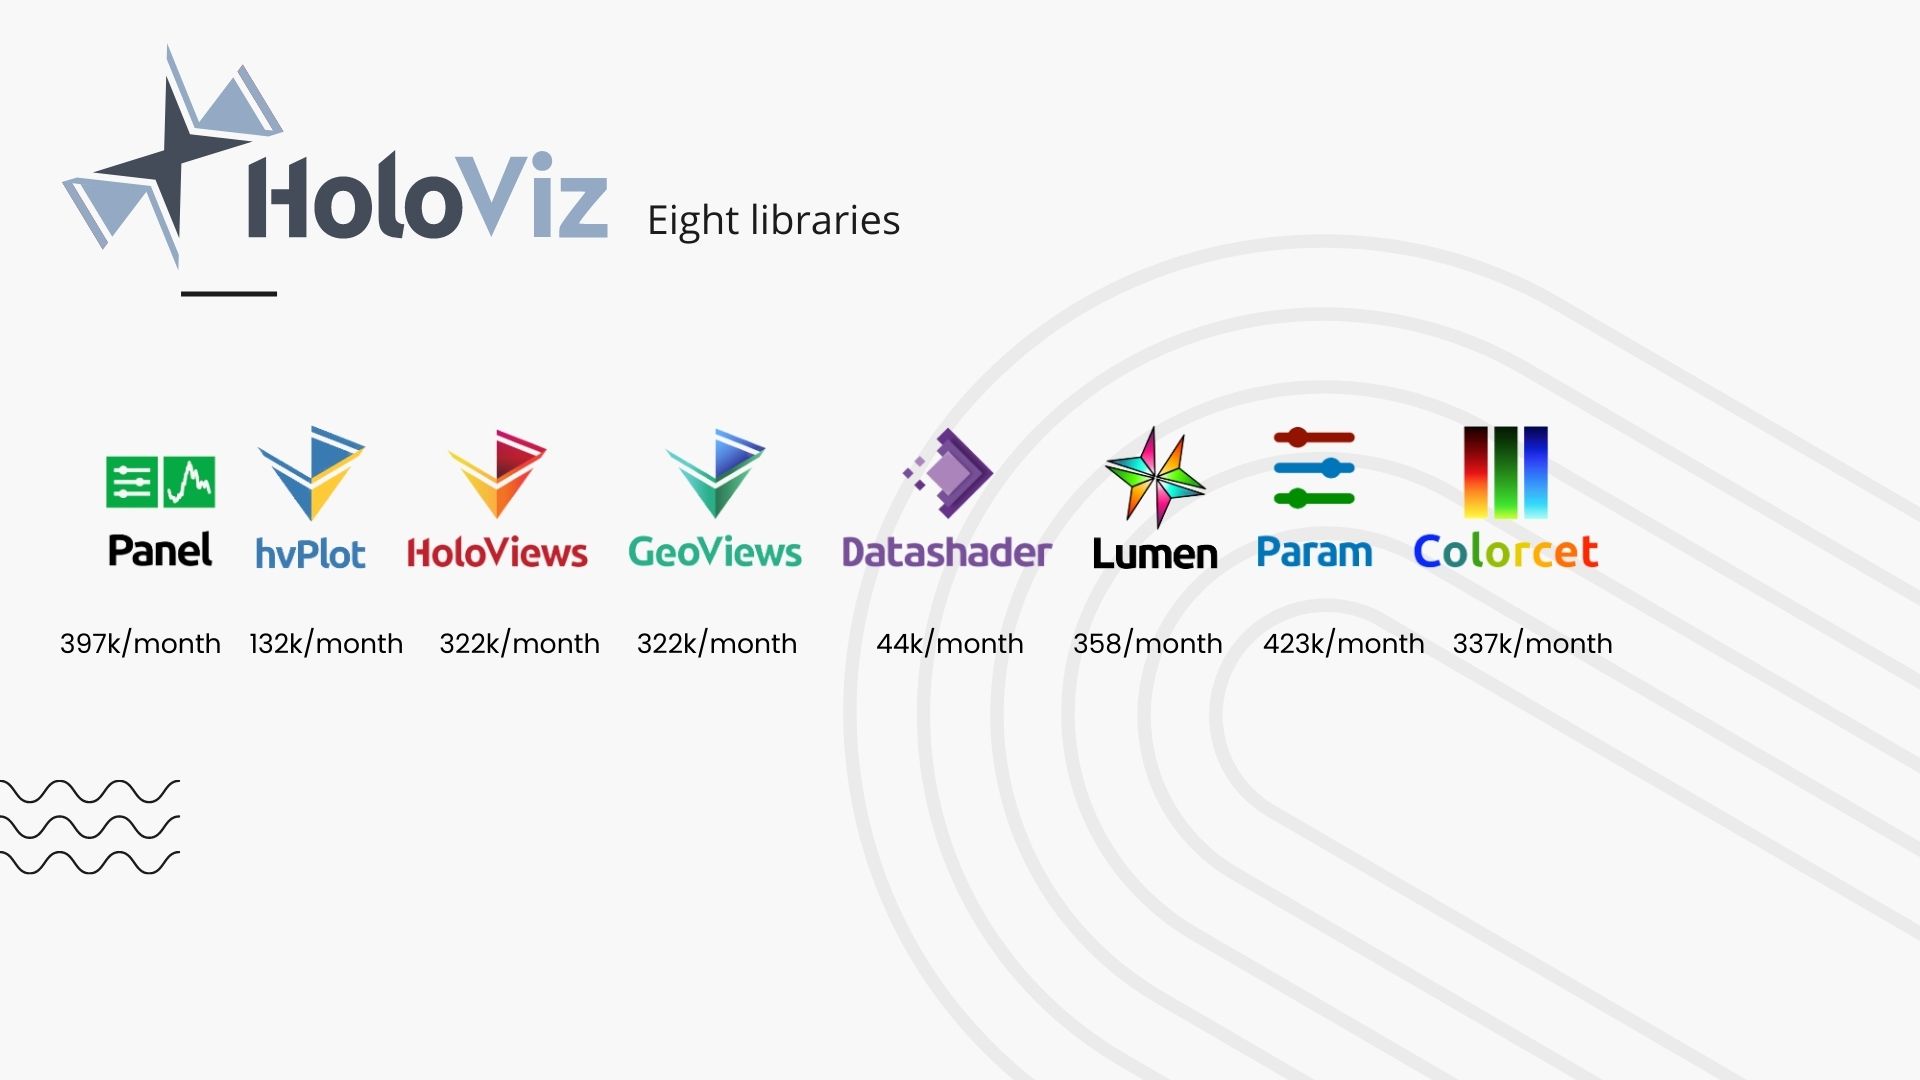 HoloViz Eight libraries
Panel hvPlot HoloViews GeoViews Datashader Lumen Param Colorcet
397k/month 132k/month 322k/month 322k/month 44k/month 358/month 423k/month 337k/month